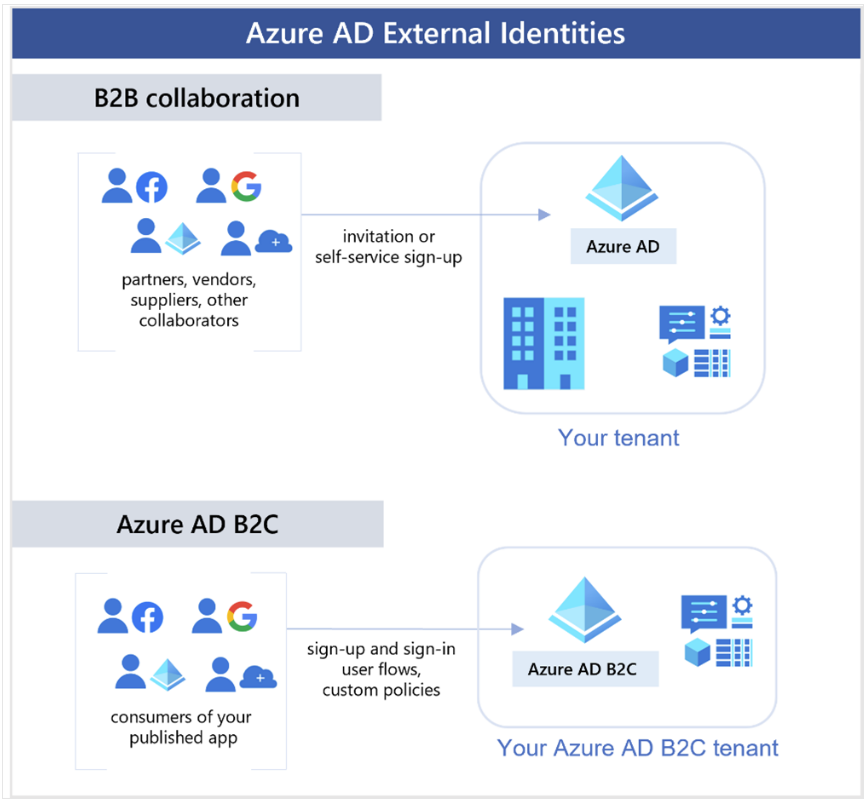 Azure AD External Identities
B2B collaboration
partners, vendors,
suppliers, other
collaborators
invitation or
self-service sign-up
Azure AD
Your tenant
Azure AD B2C
consumers of your
published app
sign-up and sign-in
user flows,
custom policies
Azure AD B2C
Your Azure AD B2C tenant